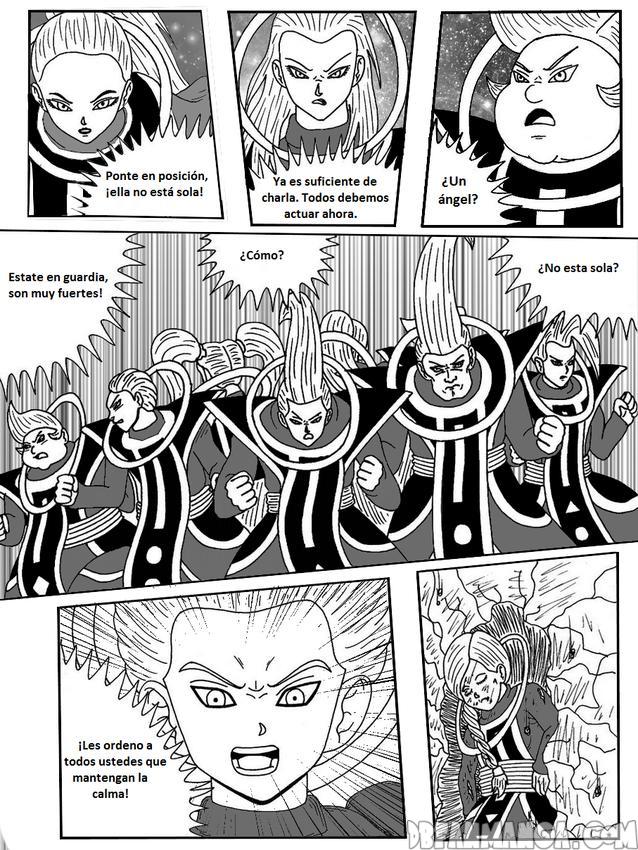 Ponte en posición,
¡ella no está sola!
Ya es suficiente de
charla. Todos debemos
actuar ahora.
¿Un
ángel?
Estate en guardia,
son muy fuertes!
¿Cómo?
¿No esta sola?
¡Les ordeno a
todos ustedes que
mantengan la
calma!
DBFANMANGA.COM